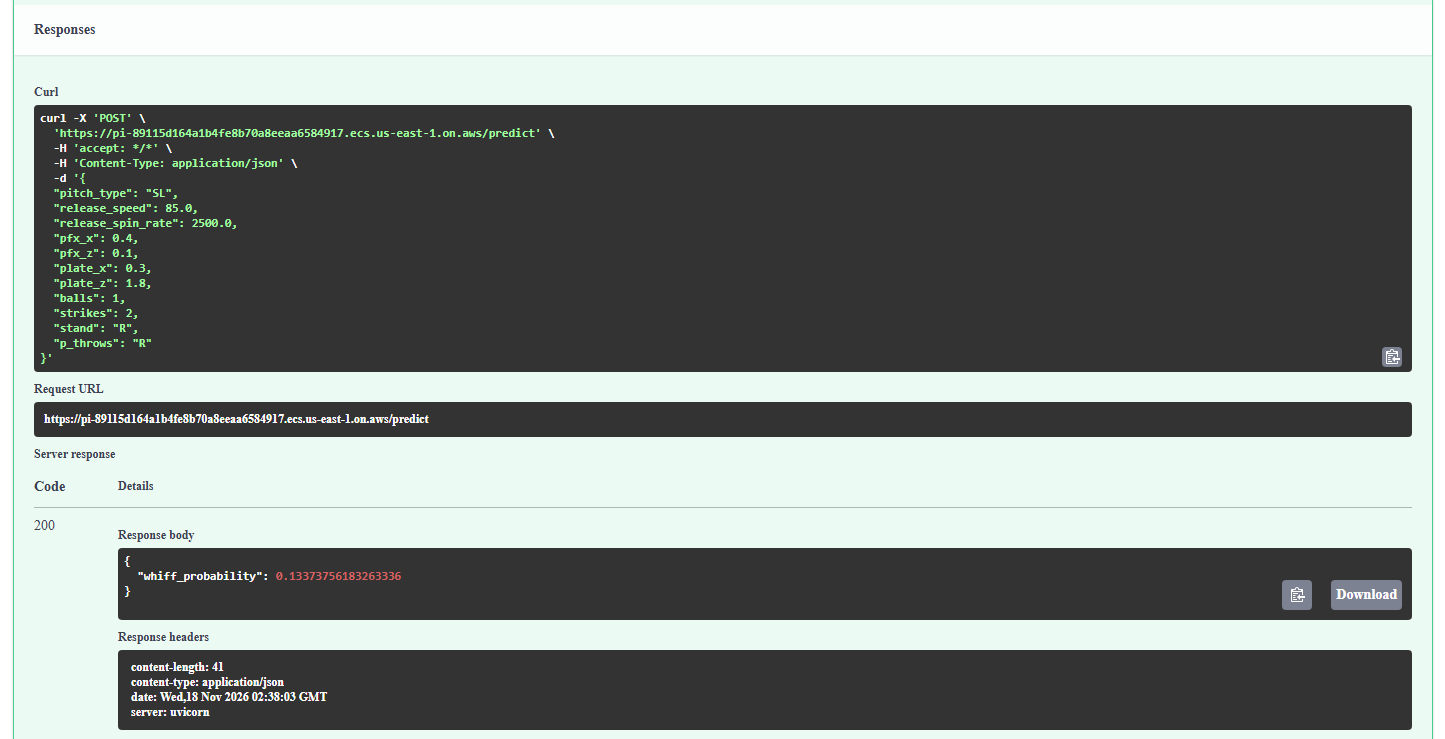 Responses
Curl
curl -X 'POST' \
  'https://pi-89115d164a1b4fe8b70a8eeaa6584917.ecs.us-east-1.on.aws/predict' \
  -H 'accept: */*' \
  -H 'Content-Type: application/json' \
  -d '{
  "pitch_type": "SL",
  "release_speed": 85.0,
  "release_spin_rate": 2500.0,
  "pfx_x": 0.4,
  "pfx_z": 0.1,
  "plate_x": 0.3,
  "plate_z": 1.8,
  "balls": 1,
  "strikes": 2,
  "stand": "R",
  "p_throws": "R"
}'
Request URL
https://pi-89115d164a1b4fe8b70a8eeaa6584917.ecs.us-east-1.on.aws/predict
Server response
Code Details
200
Response body
{
  "whiff_probability": 0.13373756183263336
}
Download
Response headers
content-length: 41
content-type: application/json
date: Wed,18 Nov 2026 02:38:03 GMT
server: uvicorn